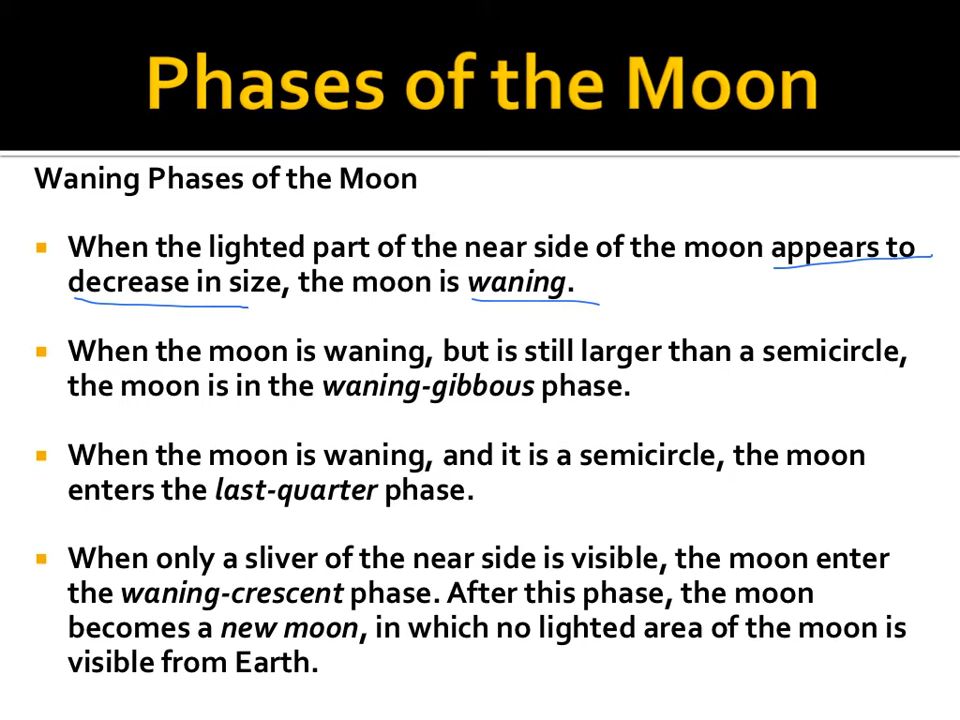 Phases of the Moon
Waning Phases of the Moon
When the lighted part of the near side of the moon appears to
decrease in size, the moon is waning.
When the moon is waning, but is still larger than a semicircle,
the moon is in the waning-gibbous phase.
When the moon is waning, and it is a semicircle, the moon
enters the last-quarter phase.
When only a sliver of the near side is visible, the moon enter
the waning-crescent phase. After this phase, the moon
becomes a new moon, in which no lighted area of the moon is
visible from Earth.